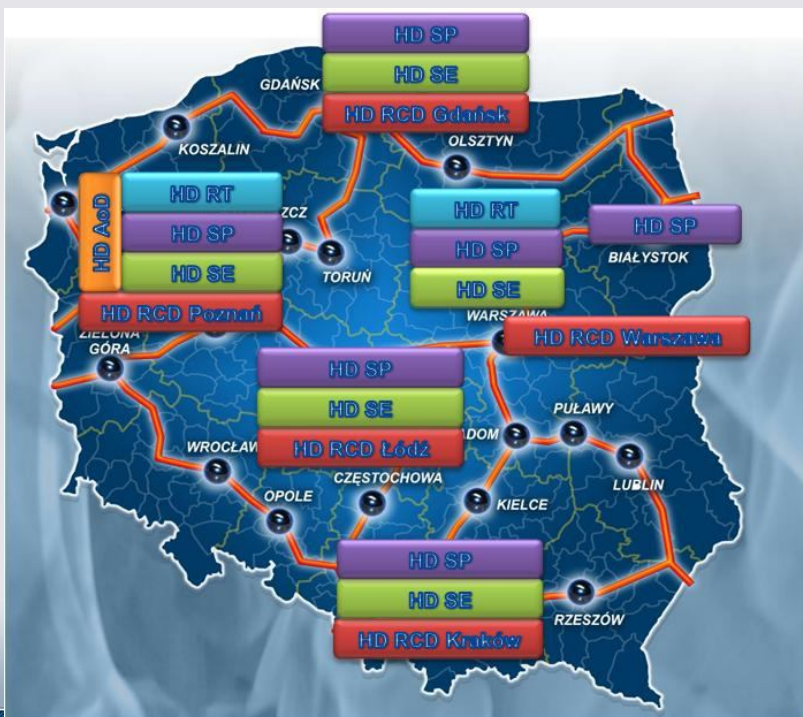 HD SP
HD SE
HD RCD Gdańsk
GDAŃSK
KOSZALIN
OLSZTYN
HD AoD
HD RT
HD SP
HD SE
HD RCD Poznań
TORUŃ
HD RT
HD SP
HD SE
HD SP
BIAŁYSTOK
WARSZAWA
HD RCD Warszawa
ZIELONA
GÓRA
HD SP
HD SE
HD RCD Łódź
WROCŁAW
OPOLE
CZĘSTOCHOWA
PUŁAWY
LUBLIN
KIELCE
HD SP
HD SE
HD RCD Kraków
RZESZÓW